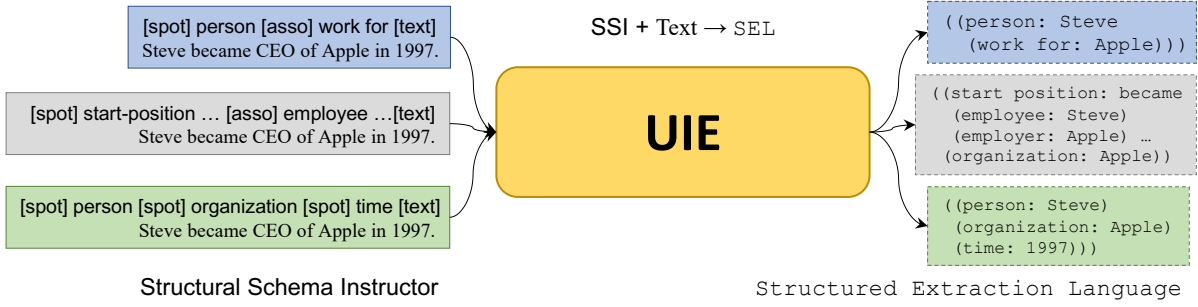 [spot] person [asso] work for [text]
Steve became CEO of Apple in 1997.
[spot] start-position … [asso] employee …[text]
Steve became CEO of Apple in 1997.
[spot] person [spot] organization [spot] time [text]
Steve became CEO of Apple in 1997.
Structural Schema Instructor
SSI + Text → SEL
UIE
((person: Steve
(work for: Apple)))
((start position: became
(employee: Steve)
(employer: Apple) …
(organization: Apple))
((person: Steve)
(organization: Apple)
(time: 1997)))
Structured Extraction Language